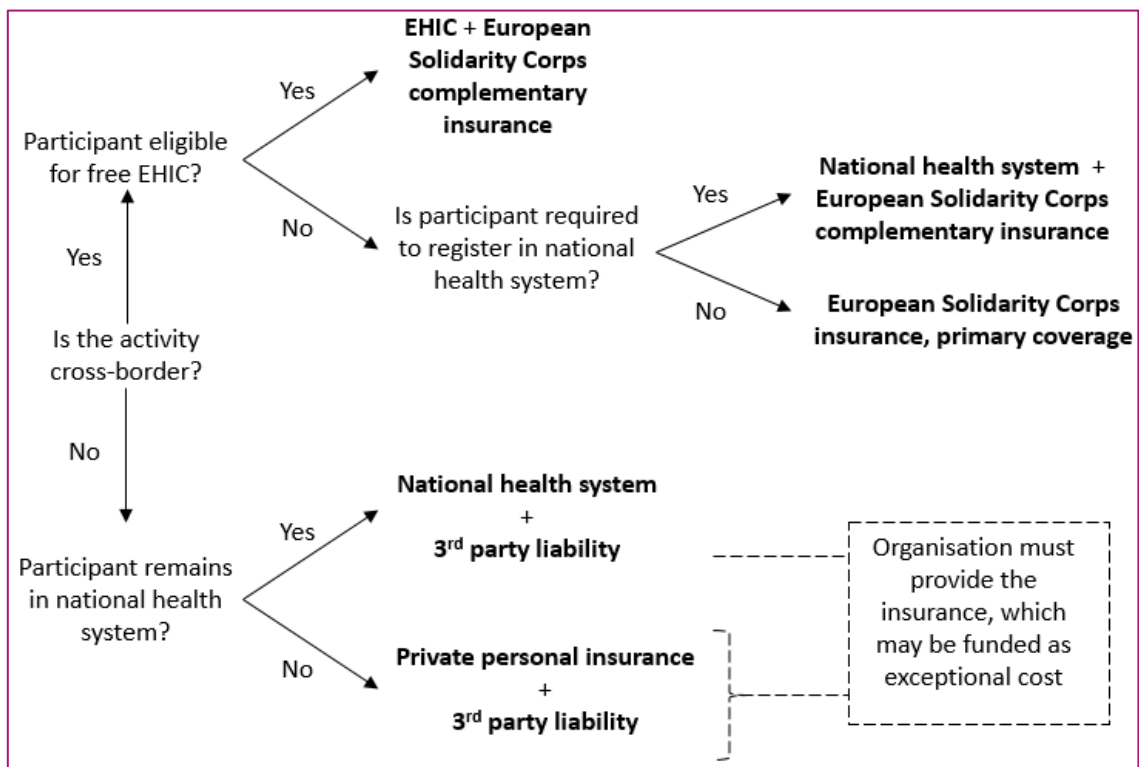 EHIC + European
Solidarity Corps
complementary
insurance
Yes
Participant eligible
for free EHIC?
No
Is participant required
to register in national
health system?
Yes
National health system +
European Solidarity Corps
complementary insurance
No
European Solidarity Corps
insurance, primary coverage
Yes
Is the activity
cross-border?
No
Participant remains
in national health
system?
Yes
National health system
+
3rd party liability
No
Private personal insurance
+
3rd party liability
Organisation must
provide the
insurance, which
may be funded as
exceptional cost